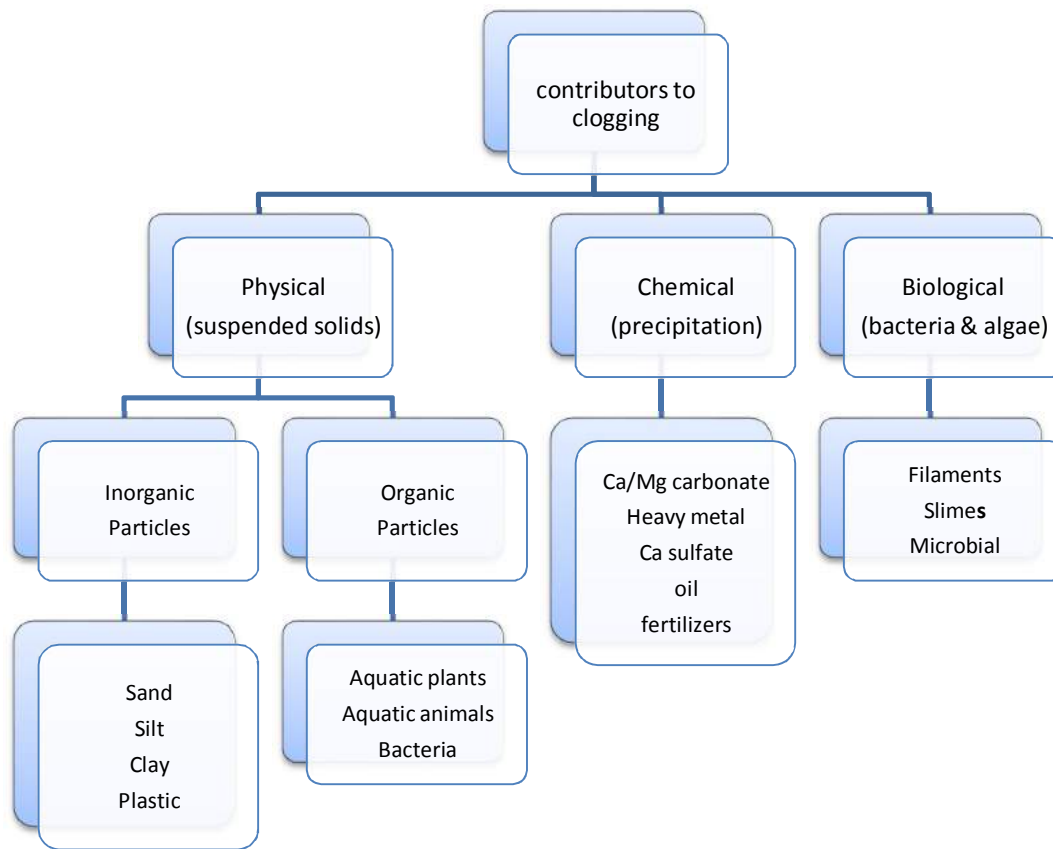 contributors to
clogging
Physical
(suspended solids)
Chemical
(precipitation)
Biological
(bacteria & algae)
Inorganic
Particles
Organic
Particles
Ca/Mg carbonate
Heavy metal
Ca sulfate
oil
fertilizers
Filaments
Slimes
Microbial
Sand
Silt
Clay
Plastic
Aquatic plants
Aquatic animals
Bacteria